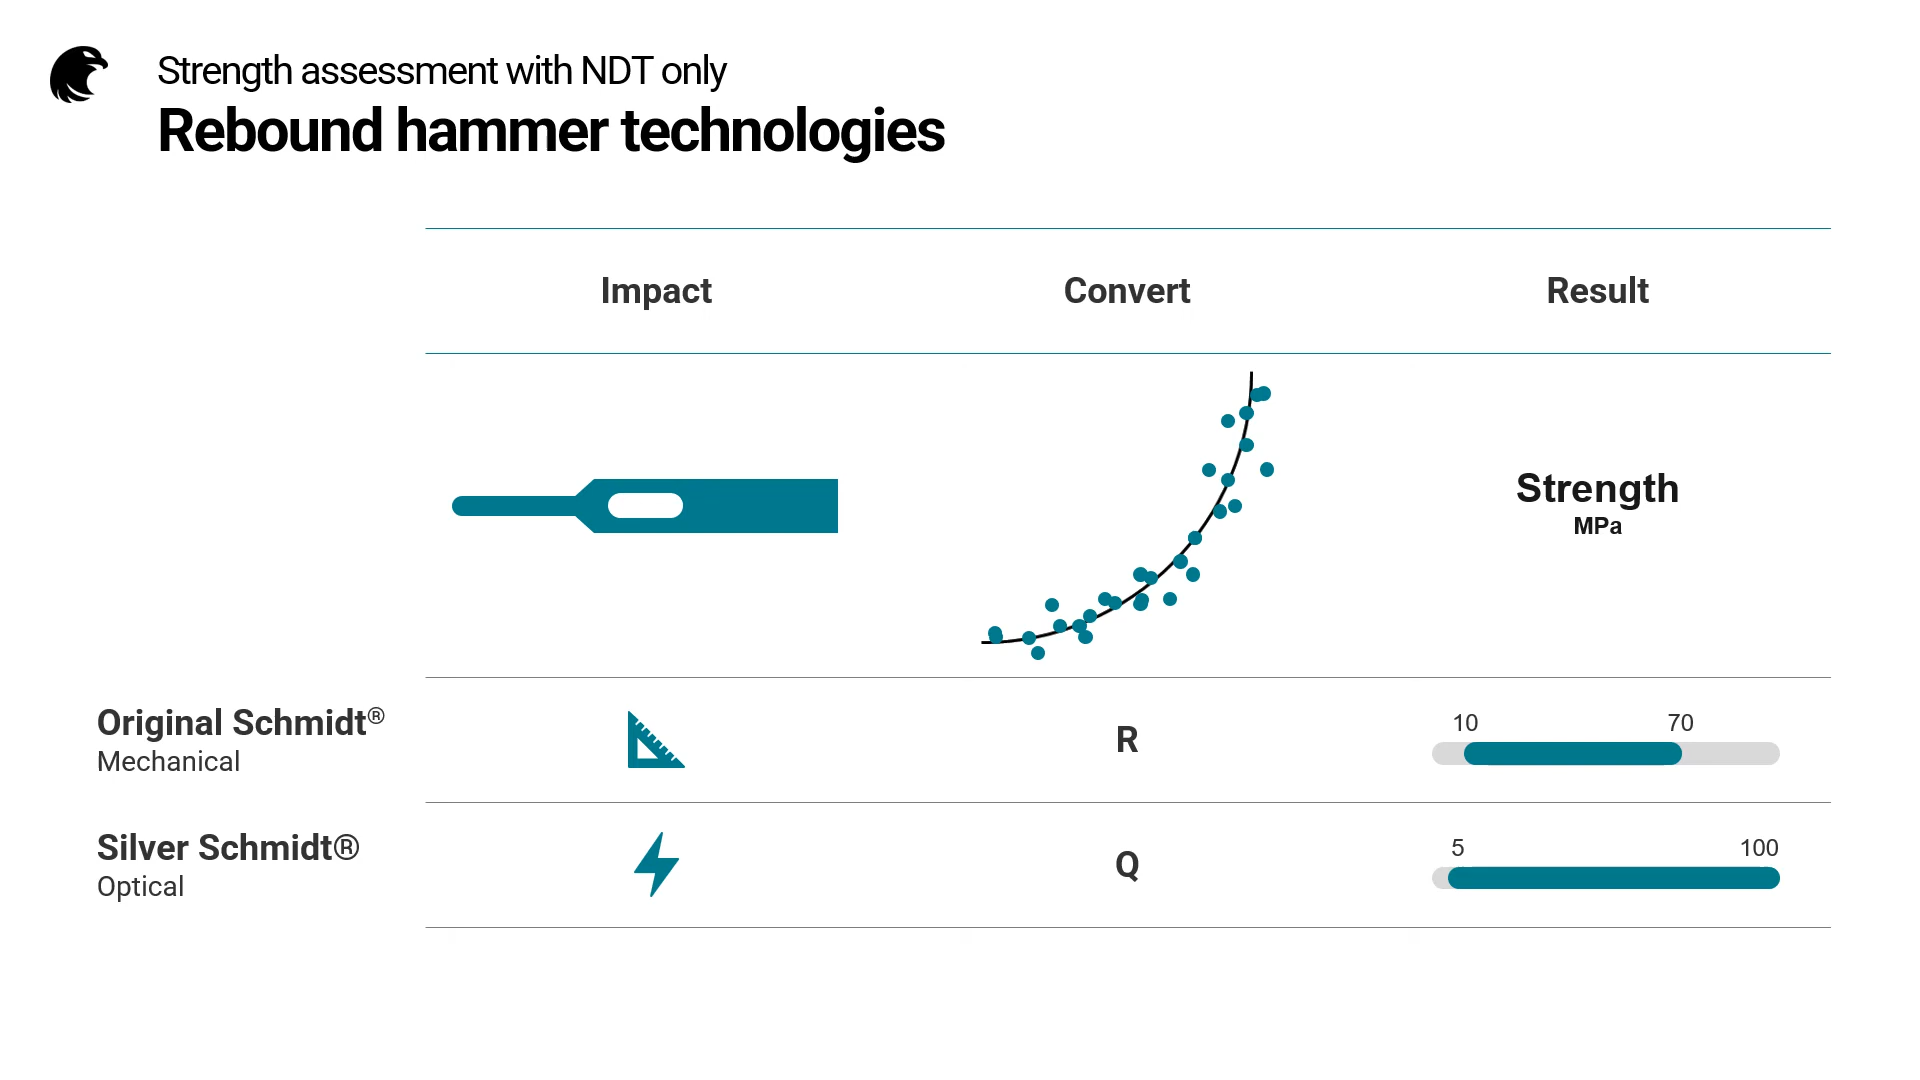 Strength assessment with NDT only
Rebound hammer technologies
Impact Convert Result
Strength
MPa
Original Schmidt®
Mechanical
R
10 70
Silver Schmidt®
Optical
Q
5 100